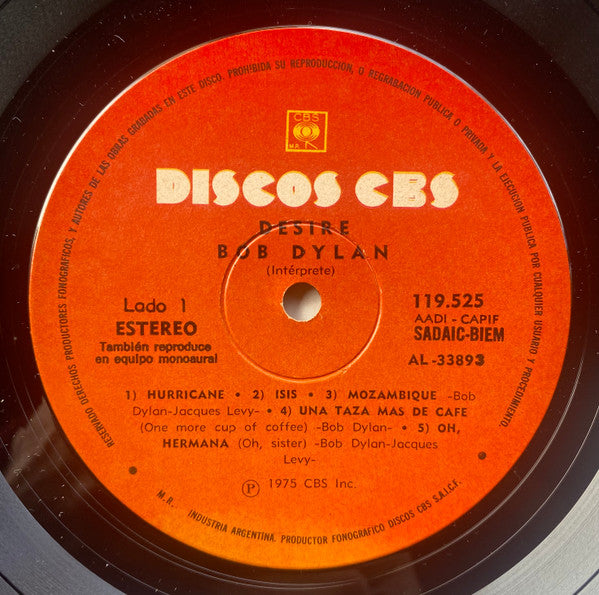 RESERVADO DERECHOS PRODUCTORES FONOGRAFICOS, Y AUTORES DE LAS OBRAS GRABADAS EN ESTE DISCO. PROHIBIDA SU REPRODUCCION, O REGRABACION PUBLICA O PRIVADA Y LA EJECUCION PUBLICA POR CUALQUIER USUARIO Y PROCEDIMIENTO.
CBS
M.R.
DISCOS CBS
DESIRE
BOB DYLAN
(Intérprete)
Lado 1
ESTEREO
También reproduce
en equipo monoaural
119.525
AADI - CAPIF
SADAIC-BIEM
AL-33893
1) HURRICANE • 2) ISIS • 3) MOZAMBIQUE -Bob
Dylan-Jacques Levy- • 4) UNA TAZA MAS DE CAFE
(One more cup of coffee) -Bob Dylan- • 5) OH,
HERMANA (Oh, sister) -Bob Dylan-Jacques
Levy-
Ⓟ 1975 CBS Inc.
M.R. INDUSTRIA ARGENTINA. PRODUCTOR FONOGRAFICO DISCOS CBS S.A.I.C.F.